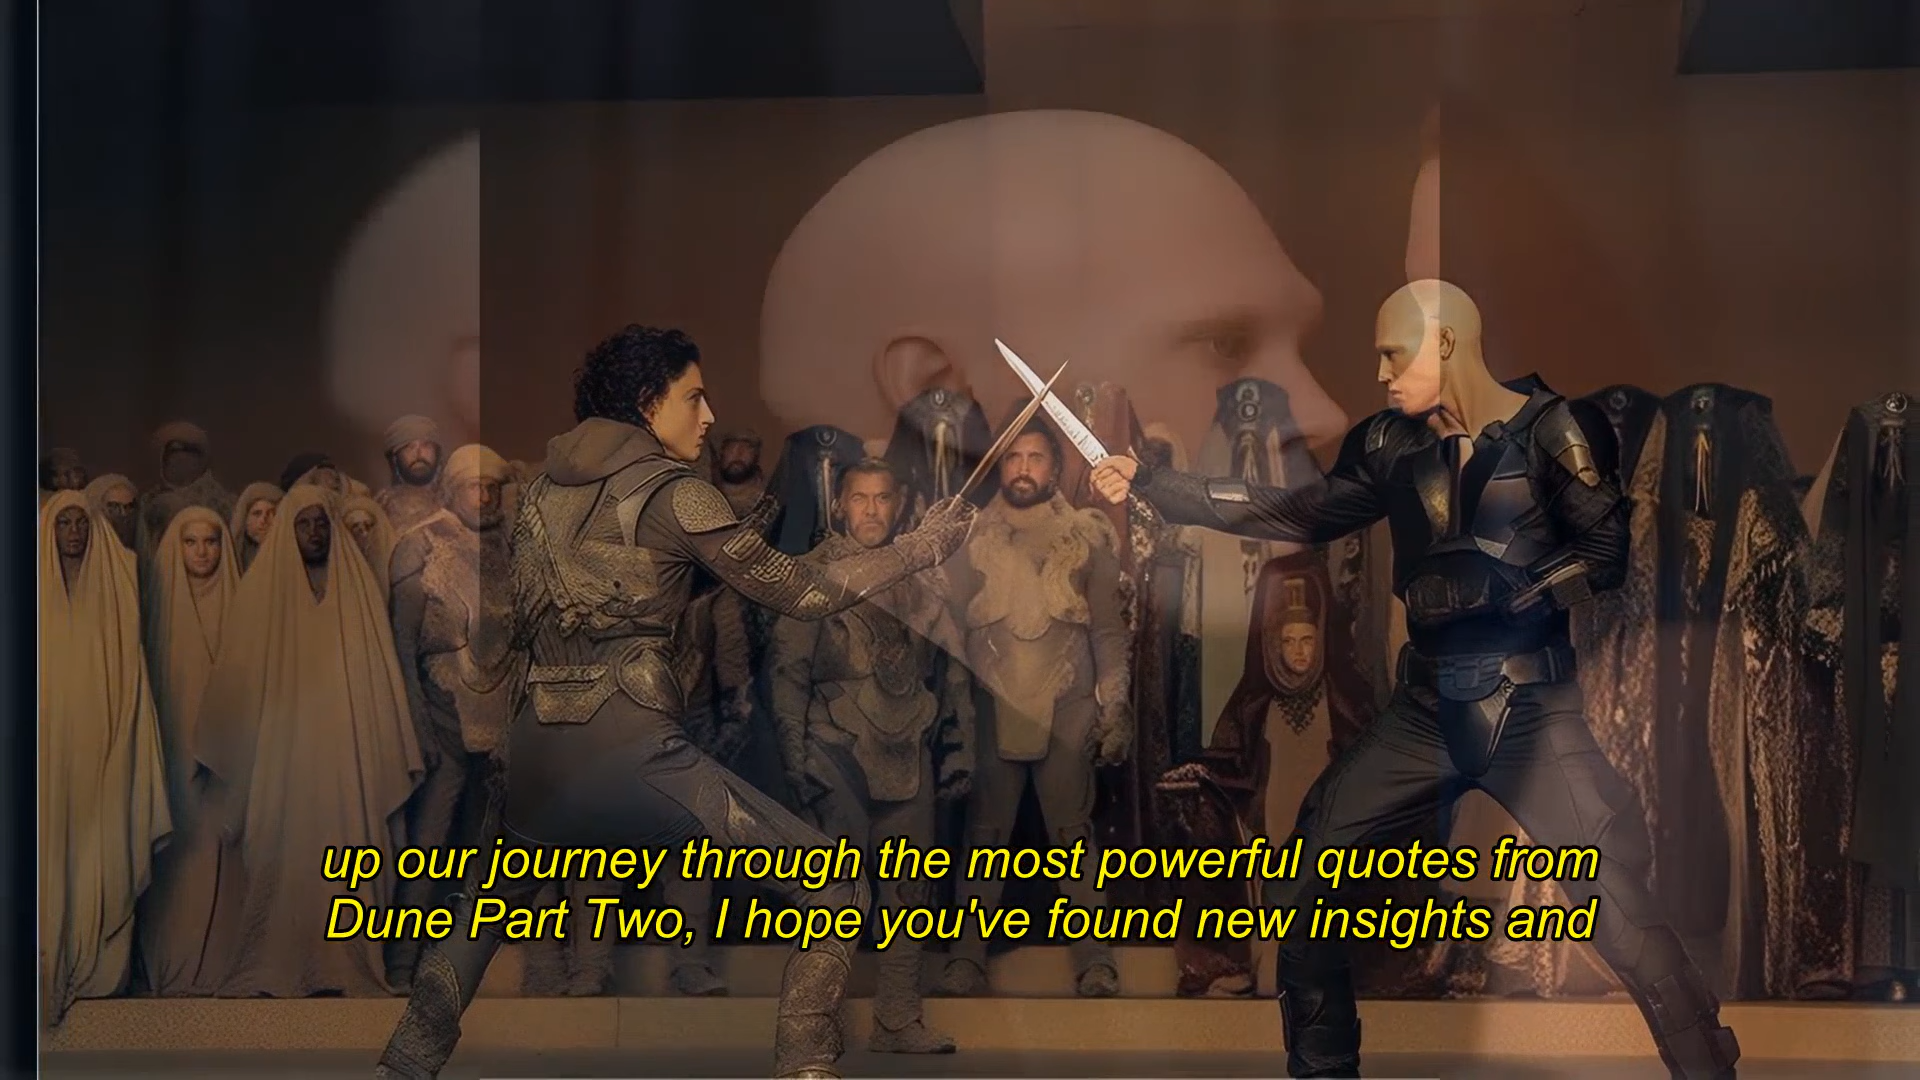 up our journey through the most powerful quotes from
Dune Part Two, I hope you've found new insights and